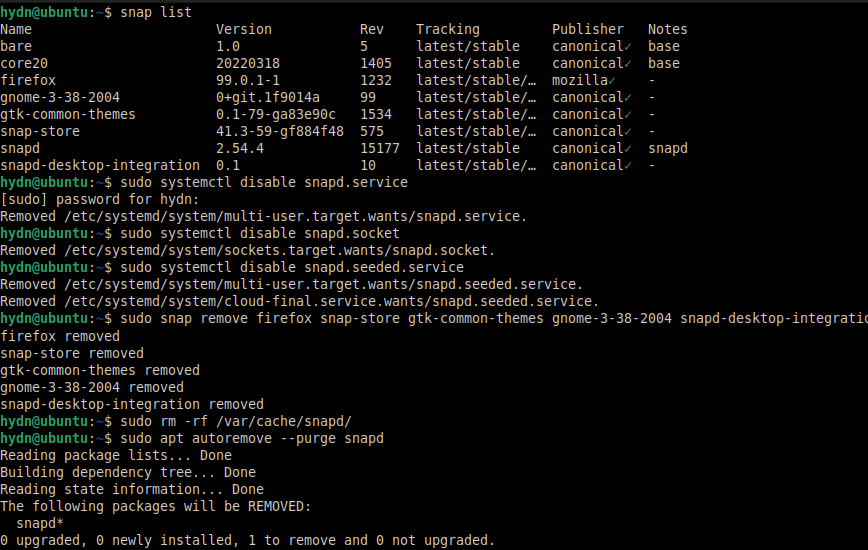 hydn@ubuntu:~$ snap list
Name Version Rev Tracking Publisher Notes
bare 1.0 5 latest/stable canonical✓ base
core20 20220318 1405 latest/stable canonical✓ base
firefox 99.0.1-1 1232 latest/stable/… mozilla✓ -
gnome-3-38-2004 0+git.1f9014a 99 latest/stable/… canonical✓ -
gtk-common-themes 0.1-79-ga83e90c 1534 latest/stable/… canonical✓ -
snap-store 41.3-59-gf884f48 575 latest/stable/… canonical✓ -
snapd 2.54.4 15177 latest/stable canonical✓ snapd
snapd-desktop-integration 0.1 10 latest/stable/… canonical✓ -
hydn@ubuntu:~$ sudo systemctl disable snapd.service
[sudo] password for hydn:
Removed /etc/systemd/system/multi-user.target.wants/snapd.service.
hydn@ubuntu:~$ sudo systemctl disable snapd.socket
Removed /etc/systemd/system/sockets.target.wants/snapd.socket.
hydn@ubuntu:~$ sudo systemctl disable snapd.seeded.service
Removed /etc/systemd/system/multi-user.target.wants/snapd.seeded.service.
Removed /etc/systemd/system/cloud-final.service.wants/snapd.seeded.service.
hydn@ubuntu:~$ sudo snap remove firefox snap-store gtk-common-themes gnome-3-38-2004 snapd-desktop-integratio
firefox removed
snap-store removed
gtk-common-themes removed
gnome-3-38-2004 removed
snapd-desktop-integration removed
hydn@ubuntu:~$ sudo rm -rf /var/cache/snapd/
hydn@ubuntu:~$ sudo apt autoremove --purge snapd
Reading package lists... Done
Building dependency tree... Done
Reading state information... Done
The following packages will be REMOVED:
  snapd*
0 upgraded, 0 newly installed, 1 to remove and 0 not upgraded.